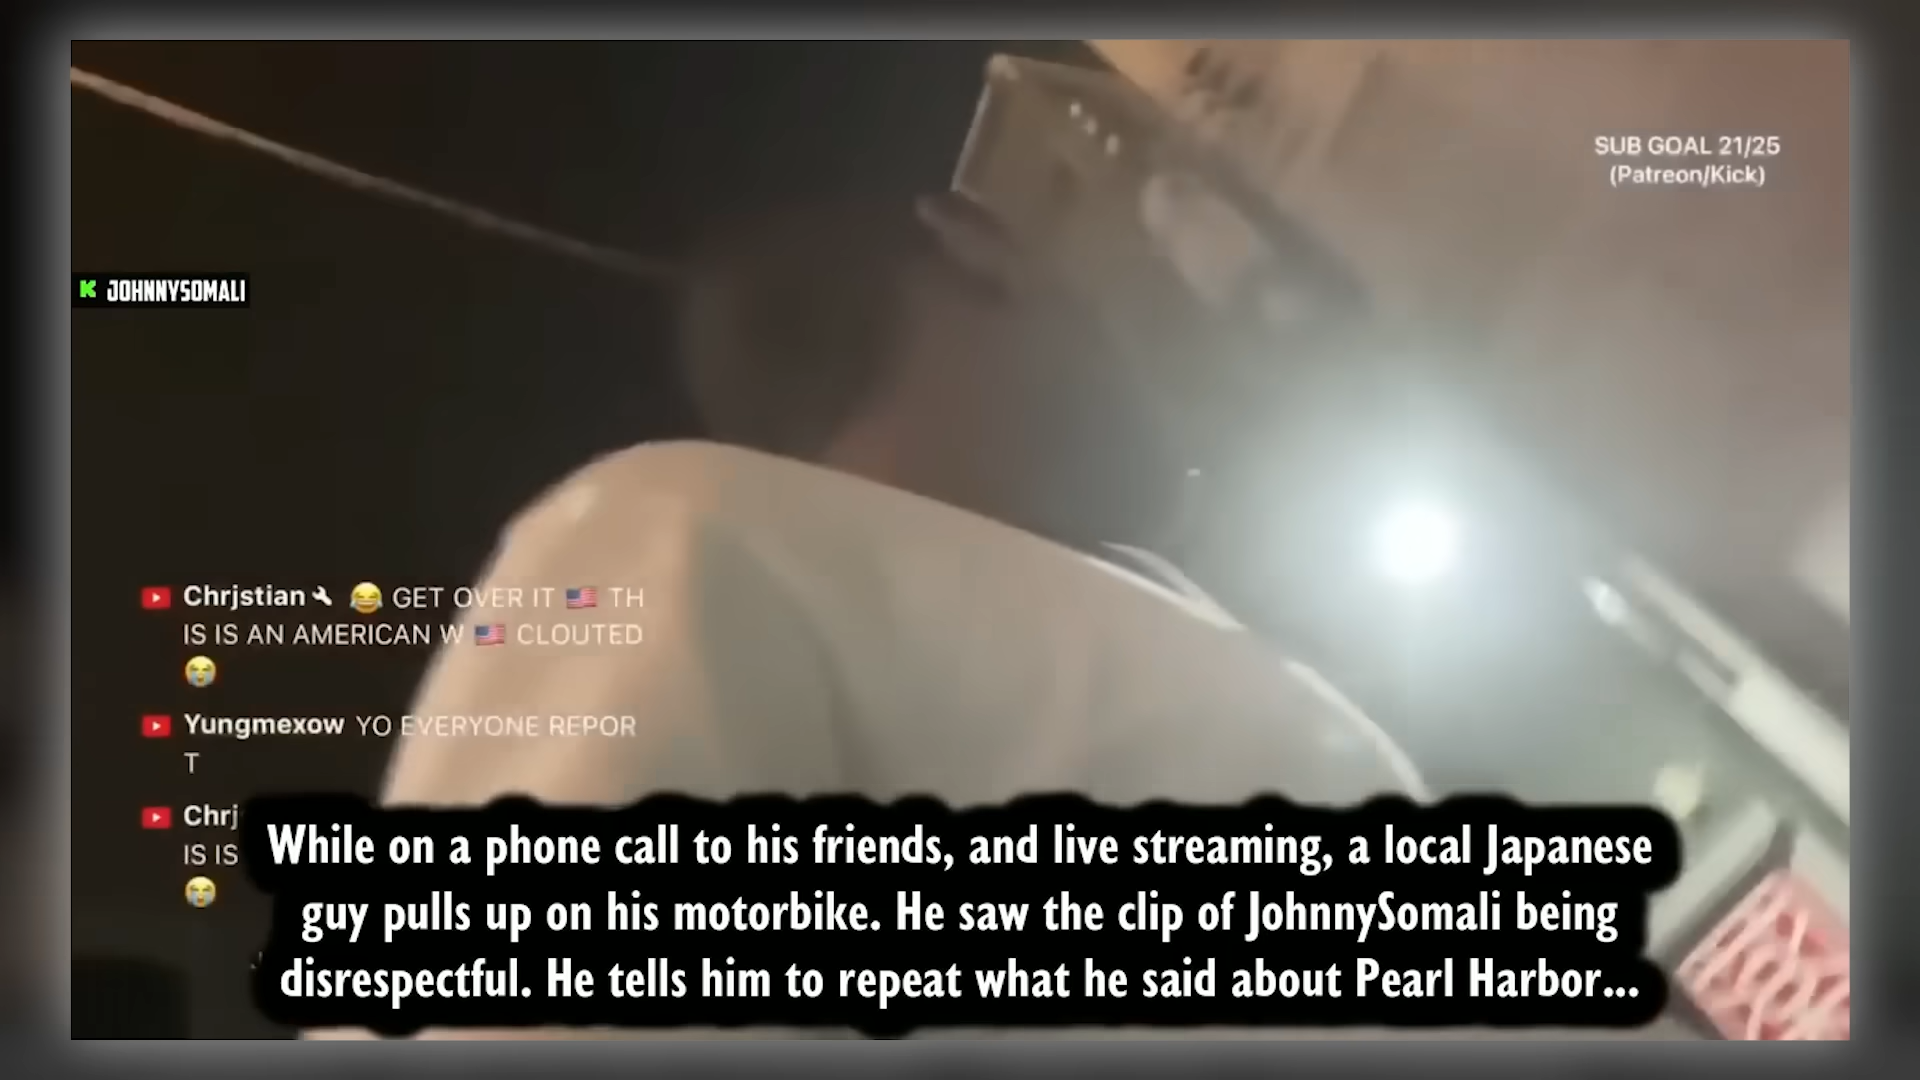 SUB GOAL 21/25
(Patreon/Kick)
K JOHNNYSOMALI
Chrjstian 😂 GET OVER IT 🇺🇸 TH
IS IS AN AMERICAN W 🇺🇸 CLOUTED
😭
Yungmexow YO EVERYONE REPOR
T
Chrj
IS IS
😭
While on a phone call to his friends, and live streaming, a local Japanese
guy pulls up on his motorbike. He saw the clip of JohnnySomali being
disrespectful. He tells him to repeat what he said about Pearl Harbor...